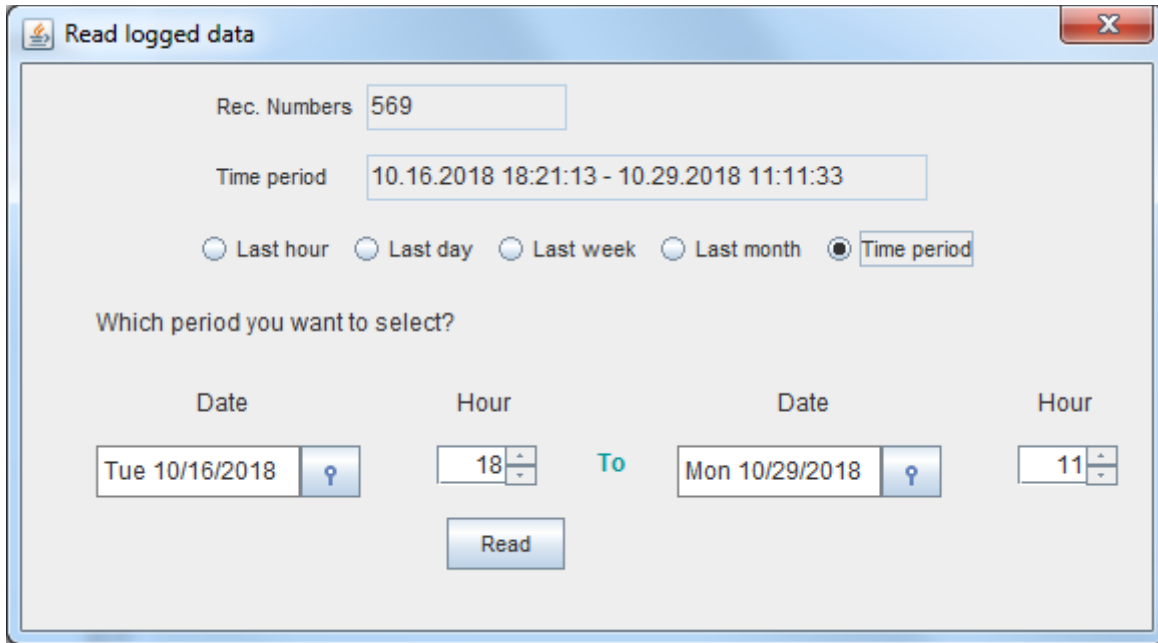 Read logged data
Rec. Numbers 569
Time period 10.16.2018 18:21:13 - 10.29.2018 11:11:33
Last hour Last day Last week Last month Time period
Which period you want to select?
Date Hour Date Hour
Tue 10/16/2018 18 To Mon 10/29/2018 11
Read